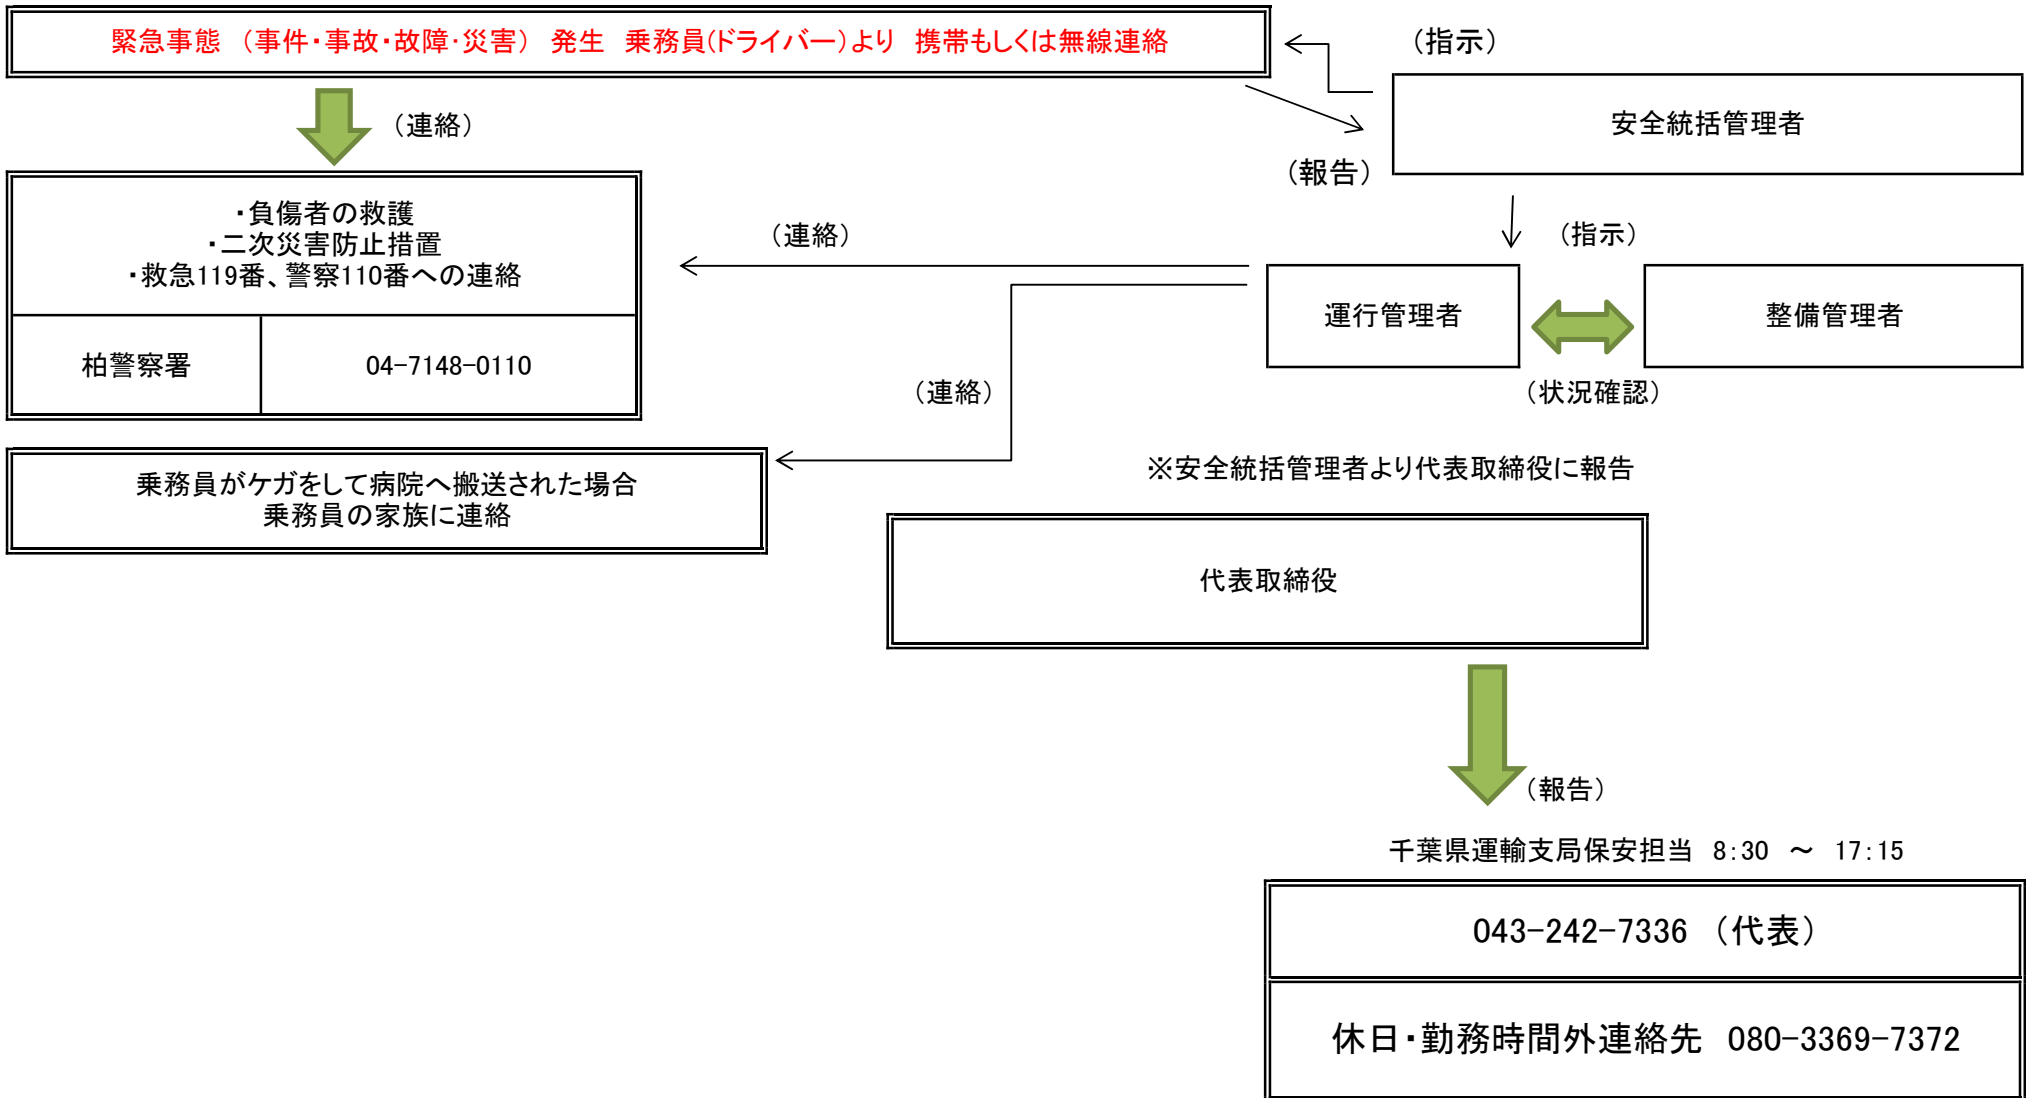 緊急事態 （事件・事故・故障・災害） 発生 乗務員(ドライバー)より 携帯もしくは無線連絡
（指示）
安全統括管理者
（連絡）
（報告）
・負傷者の救護
・二次災害防止措置
・救急119番、警察110番への連絡
（連絡）
（指示）
運行管理者
整備管理者
柏警察署
04-7148-0110
（連絡）
（状況確認）
乗務員がケガをして病院へ搬送された場合
乗務員の家族に連絡
※安全統括管理者より代表取締役に報告
代表取締役
（報告）
千葉県運輸支局保安担当 8:30 ～ 17:15
043-242-7336 （代表）
休日・勤務時間外連絡先 080-3369-7372